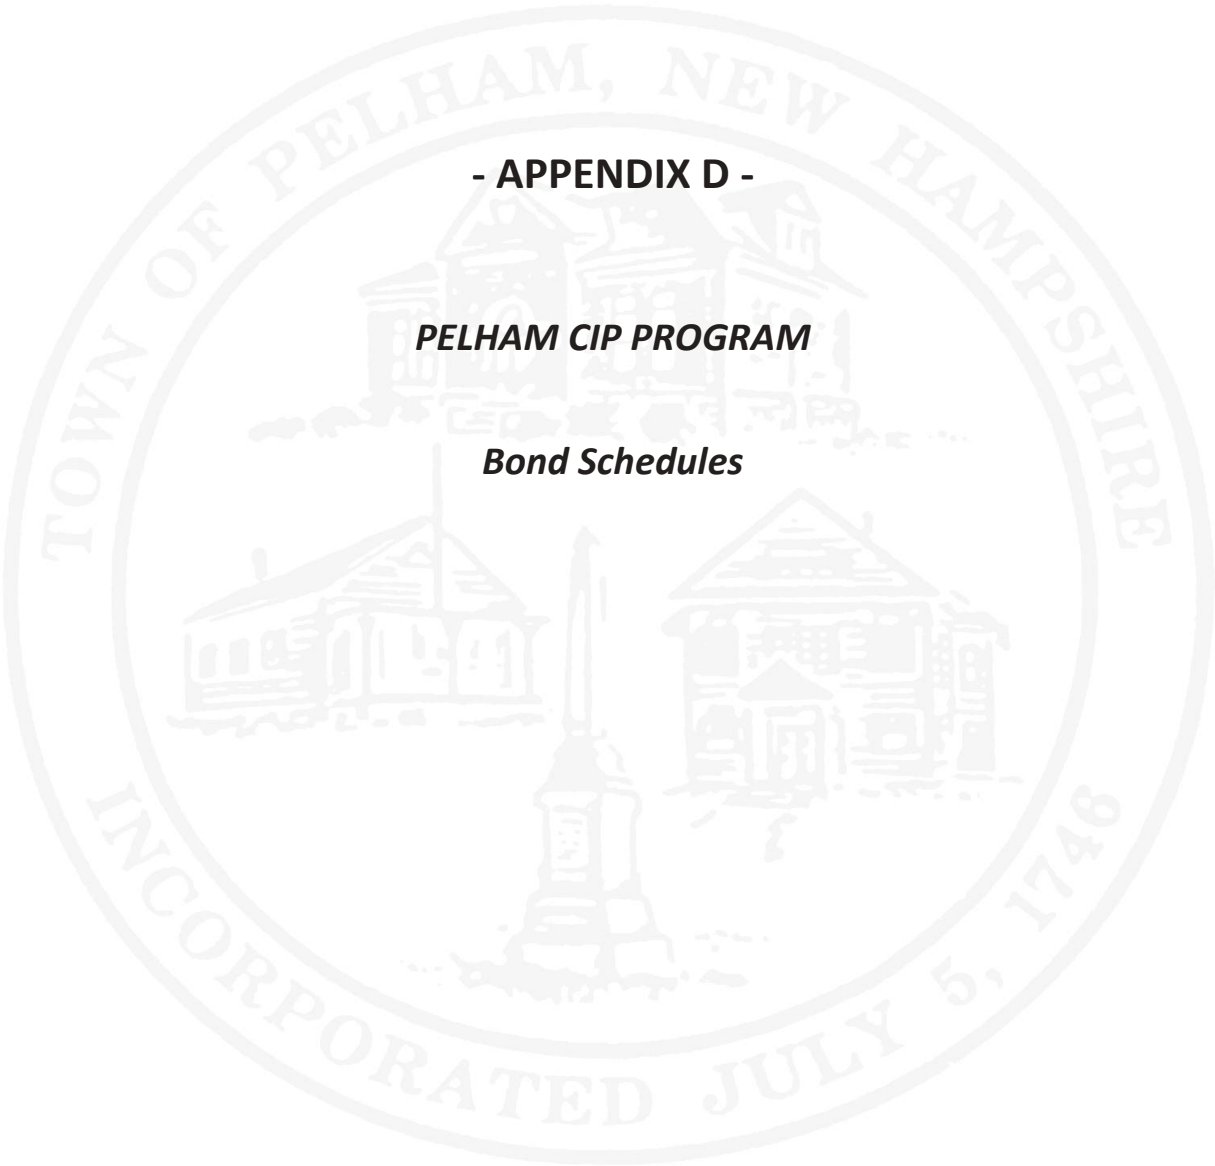 TOWN OF PELHAM, NEW HAMPSHIRE
- APPENDIX D -
PELHAM CIP PROGRAM
Bond Schedules
INCORPORATED JULY 5, 1746